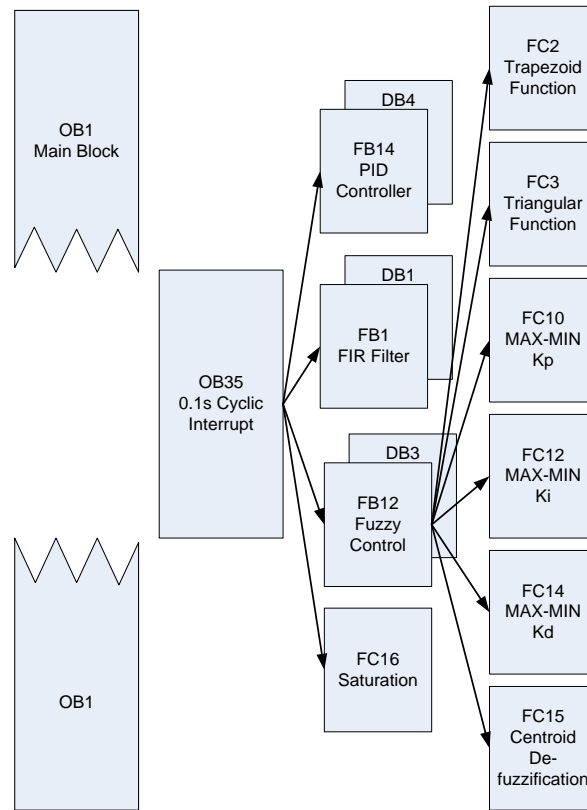 OB1
Main Block
OB35
0.1s Cyclic
Interrupt
OB1
DB4
FB14
PID
Controller
DB1
FB1
FIR Filter
DB3
FB12
Fuzzy
Control
FC16
Saturation
FC2
Trapezoid
Function
FC3
Triangular
Function
FC10
MAX-MIN
Kp
FC12
MAX-MIN
Ki
FC14
MAX-MIN
Kd
FC15
Centroid
De-
fuzzification